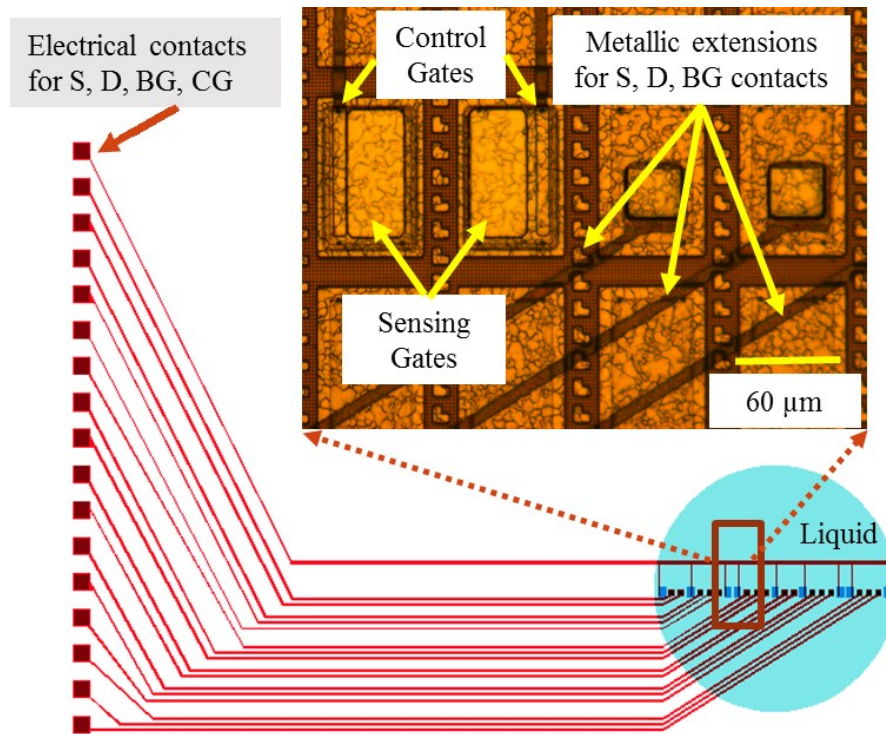 Electrical contacts
for S, D, BG, CG
Control
Gates
Metallic extensions
for S, D, BG contacts
Sensing
Gates
60 µm
Liquid